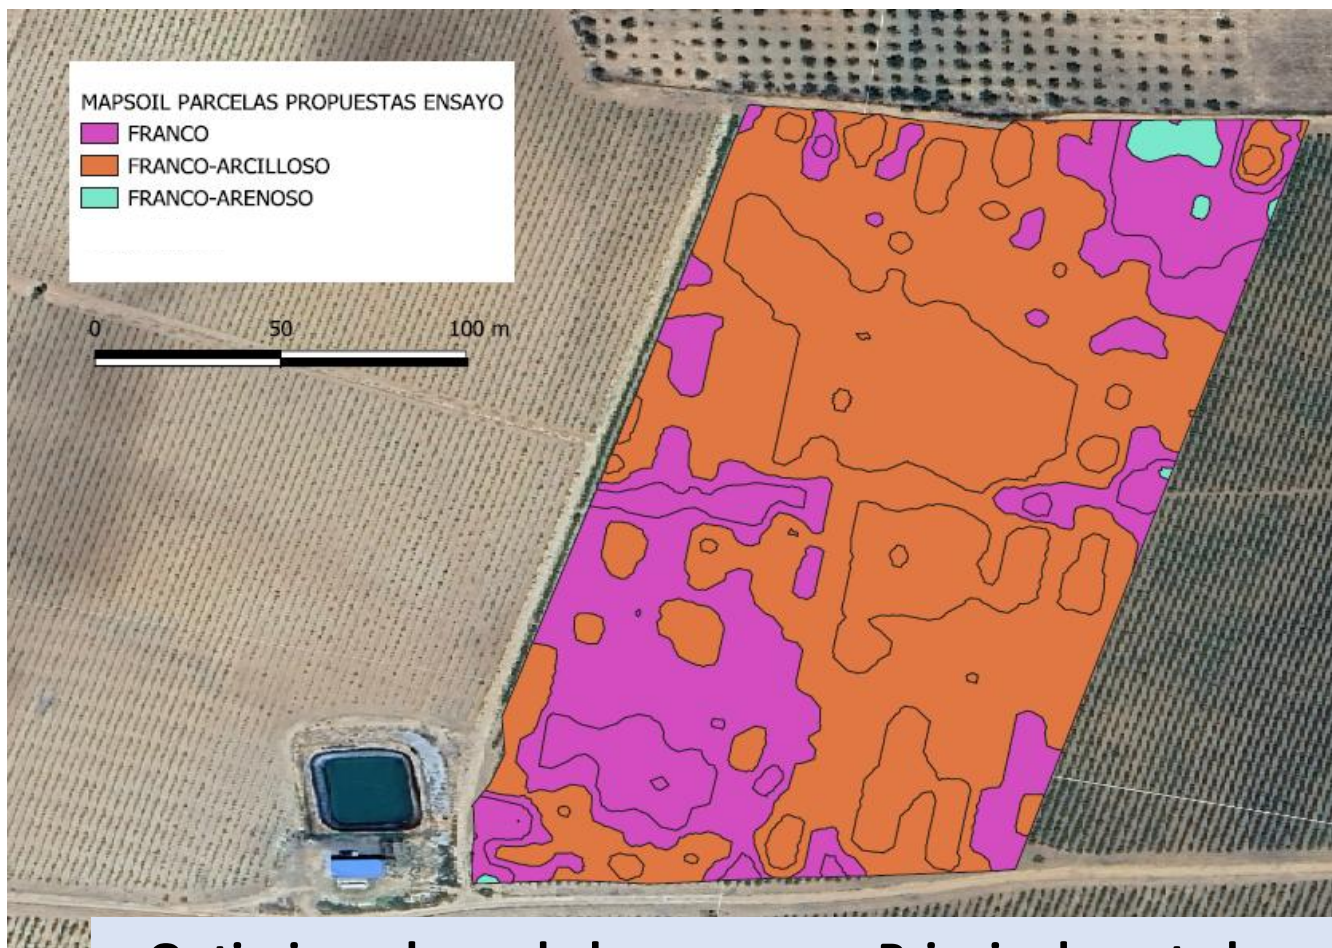 MAPSOIL PARCELAS PROPUESTAS ENSAYO
FRANCO
FRANCO-ARCILLOSO
FRANCO-ARENOSO
0 50 100 m